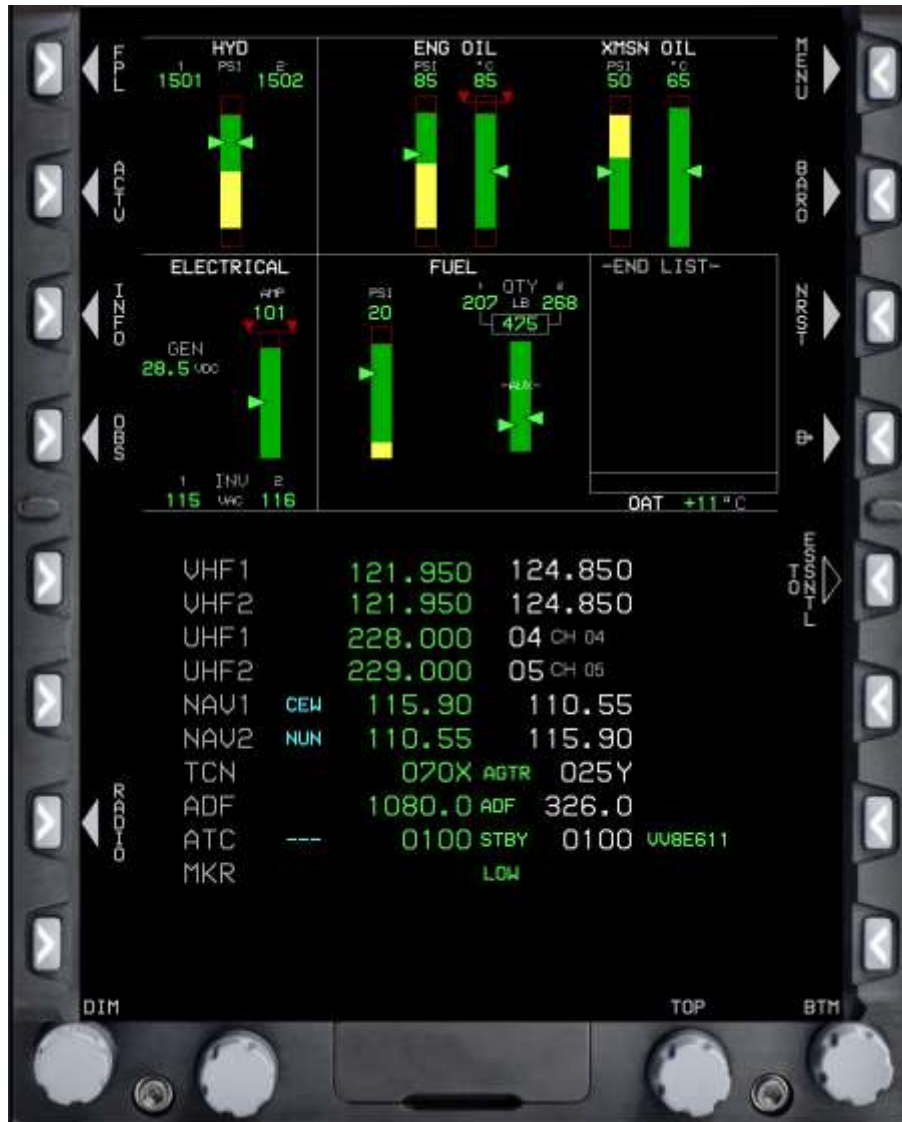 HYD
1 PSI 2
1501 1502
ENG OIL
PSI °C
85 85
XMSN OIL
PSI °C
50 65
FPL
ACTV
INFO
OBS
MENU
BARO
NRST
ELECTRICAL
AMP
101
GEN
28.5 VDC
1 INV 2
115 VAC 116
FUEL
PSI
20
QTY
207 LB 268
475
-AUX-
-END LIST-
OAT +11°C
ESSNTL
TO
VHF1 121.950 124.850
VHF2 121.950 124.850
UHF1 228.000 04 CH 04
UHF2 229.000 05 CH 05
NAV1 CEW 115.90 110.55
NAV2 NUN 110.55 115.90
TCN 070X AGTR 025Y
ADF 1080.0 ADF 326.0
ATC --- 0100 STBY 0100 VV8E611
MKR LOW
RADIO
DIM TOP BTM